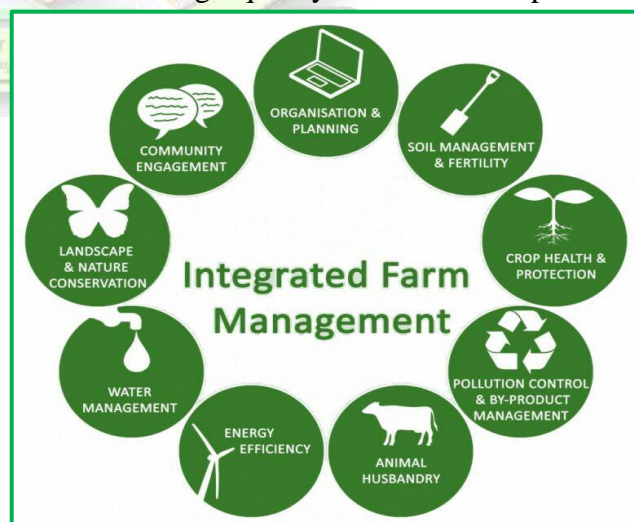 ORGANISATION &
PLANNING
SOIL MANAGEMENT
& FERTILITY
CROP HEALTH &
PROTECTION
POLLUTION CONTROL
& BY-PRODUCT
MANAGEMENT
ANIMAL
HUSBANDRY
ENERGY
EFFICIENCY
WATER
MANAGEMENT
LANDSCAPE
& NATURE
CONSERVATION
COMMUNITY
ENGAGEMENT
Integrated Farm
Management